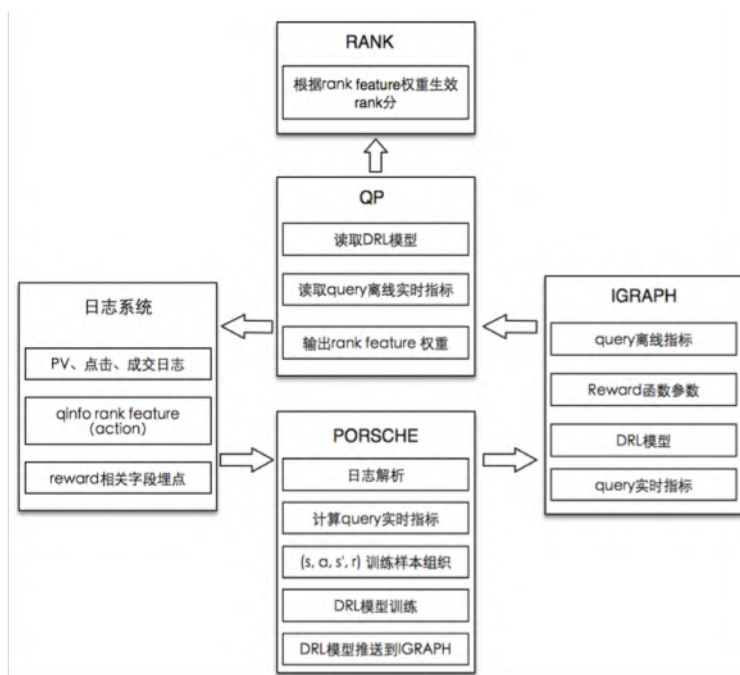 RANK
根据rank feature权重生效
rank分
QP
读取DRL模型
读取query离线实时指标
输出rank feature 权重
日志系统
PV、点击、成交日志
qinfo rank feature
(action)
reward相关字段埋点
IGRAPH
query离线指标
Reward函数参数
DRL模型
query实时指标
PORSCHE
日志解析
计算query实时指标
(s, a, s', r) 训练样本组织
DRL模型训练
DRL模型推送到IGRAPH